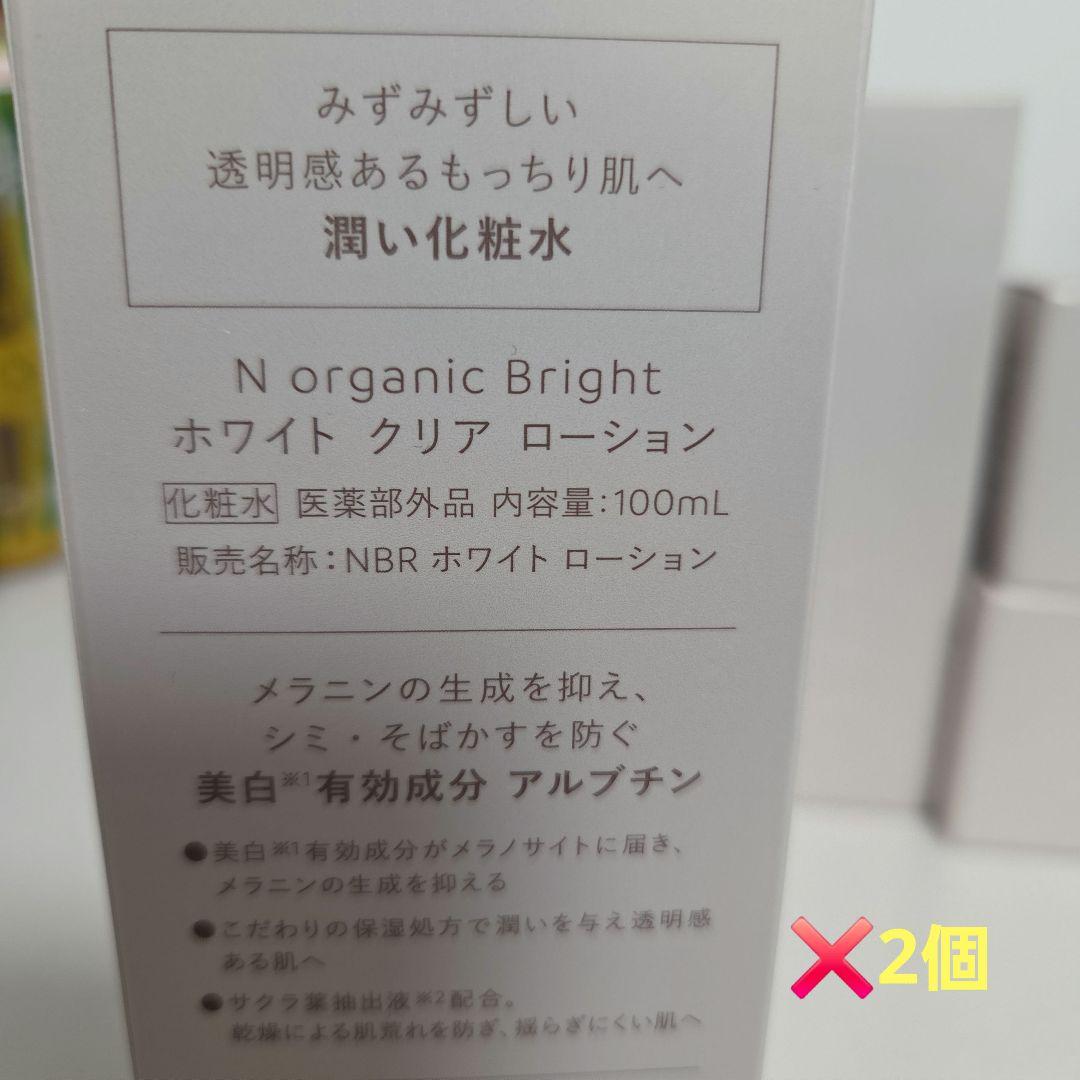 みずみずしい
透明感あるもっちり肌へ
潤い化粧水
N organic Bright
ホワイト クリア ローション
化粧水 医薬部外品 内容量:100mL
販売名称:NBR ホワイト ローション
メラニンの生成を抑え、
シミ・そばかすを防ぐ
美白※1有効成分 アルブチン
●美白※1有効成分がメラノサイトに届き、
メラニンの生成を抑える
●こだわりの保湿処方で潤いを与え透明感
ある肌へ
●サクラ葉抽出液※2配合。
乾燥による肌荒れを防ぎ、揺らぎにくい肌へ
❌2個